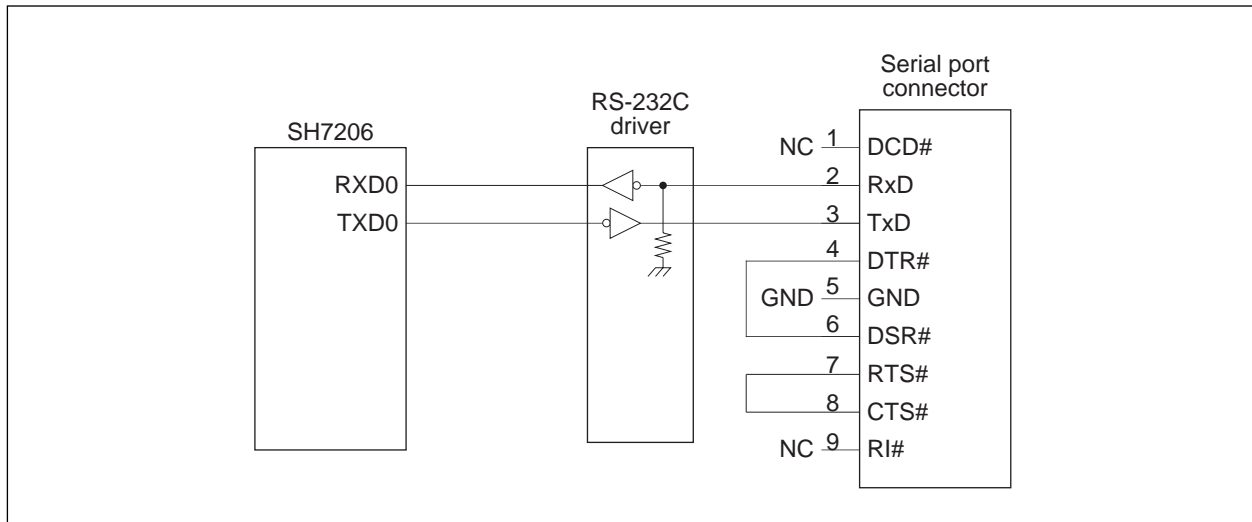 Serial port
connector
RS-232C
driver
SH7206
NC 1 DCD#
RXD0
2 RxD
TXD0
3 TxD
4 DTR#
GND 5 GND
6 DSR#
7 RTS#
8 CTS#
NC 9 RI#